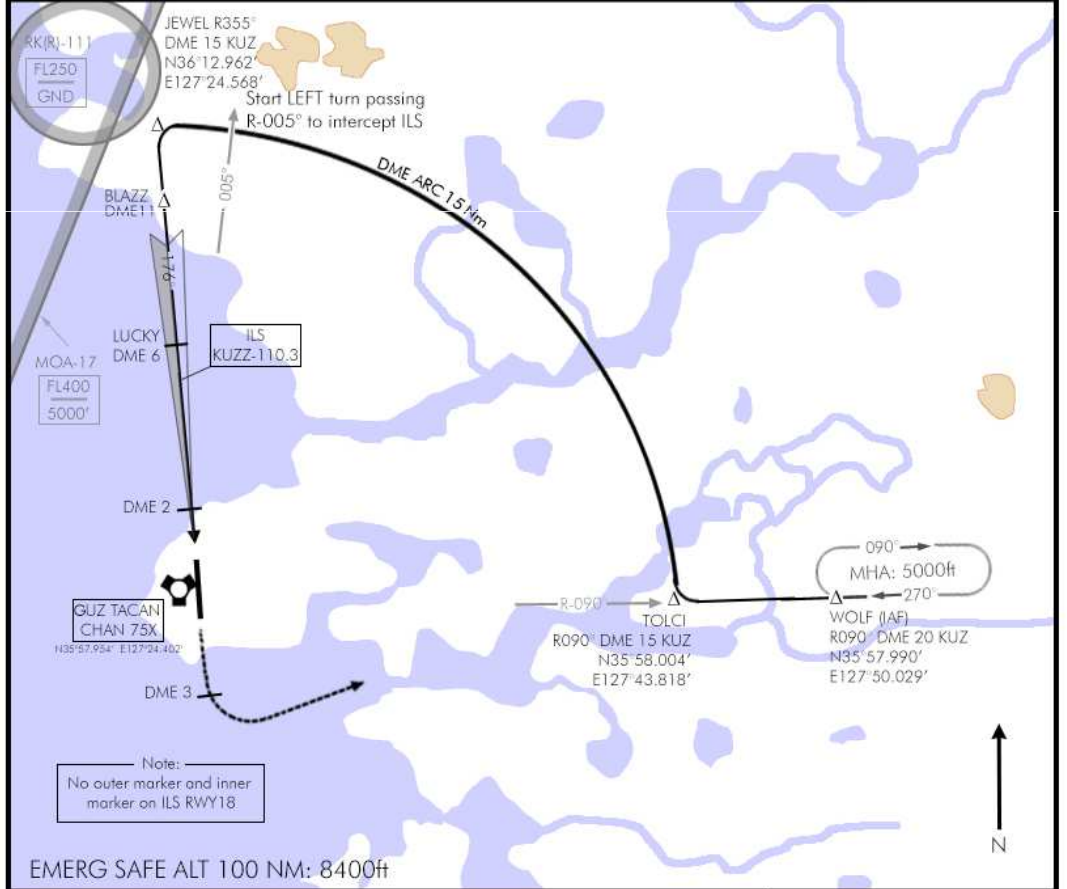 JEWEL R355°
DME 15 KUZ
N36°12.962'
E127°24.568'
RK(R)-111
FL250
GND
Start LEFT turn passing
R-005° to intercept ILS
005°
DME ARC 15 Nm
BLAZZ
DME11
176°
LUCKY
DME 6
ILS
KUZZ-110.3
MOA-17
FL400
5000'
DME 2
GUZ TACAN
CHAN 75X
N35°57.954' E127°24.402'
DME 3
R-090°
TOLCI
R090° DME 15 KUZ
N35°58.004'
E127°43.818'
090°
MHA: 5000ft
270°
WOLF (IAF)
R090° DME 20 KUZ
N35°57.990'
E127°50.029'
Note:
No outer marker and inner
marker on ILS RWY18
N
EMERG SAFE ALT 100 NM: 8400ft